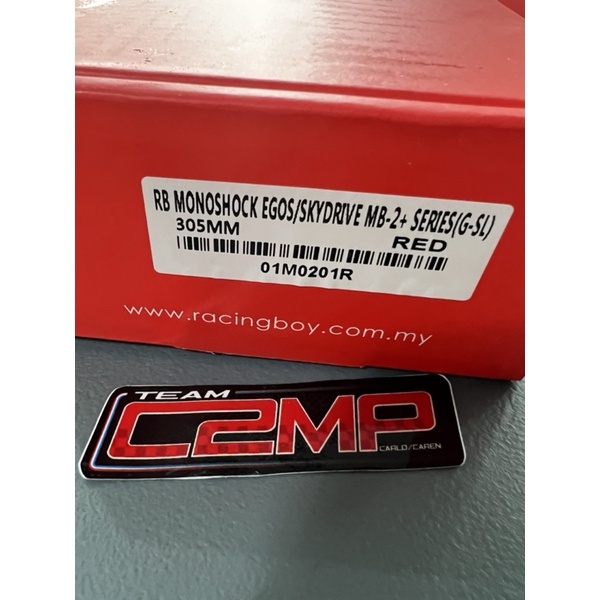 RB MONOSHOCK EGOS/SKYDRIVE MB-2+ SERIES(G-SL)
305MM RED
01M0201R
www.racingboy.com.my
TEAM
C2MP
CARLO/CAREN